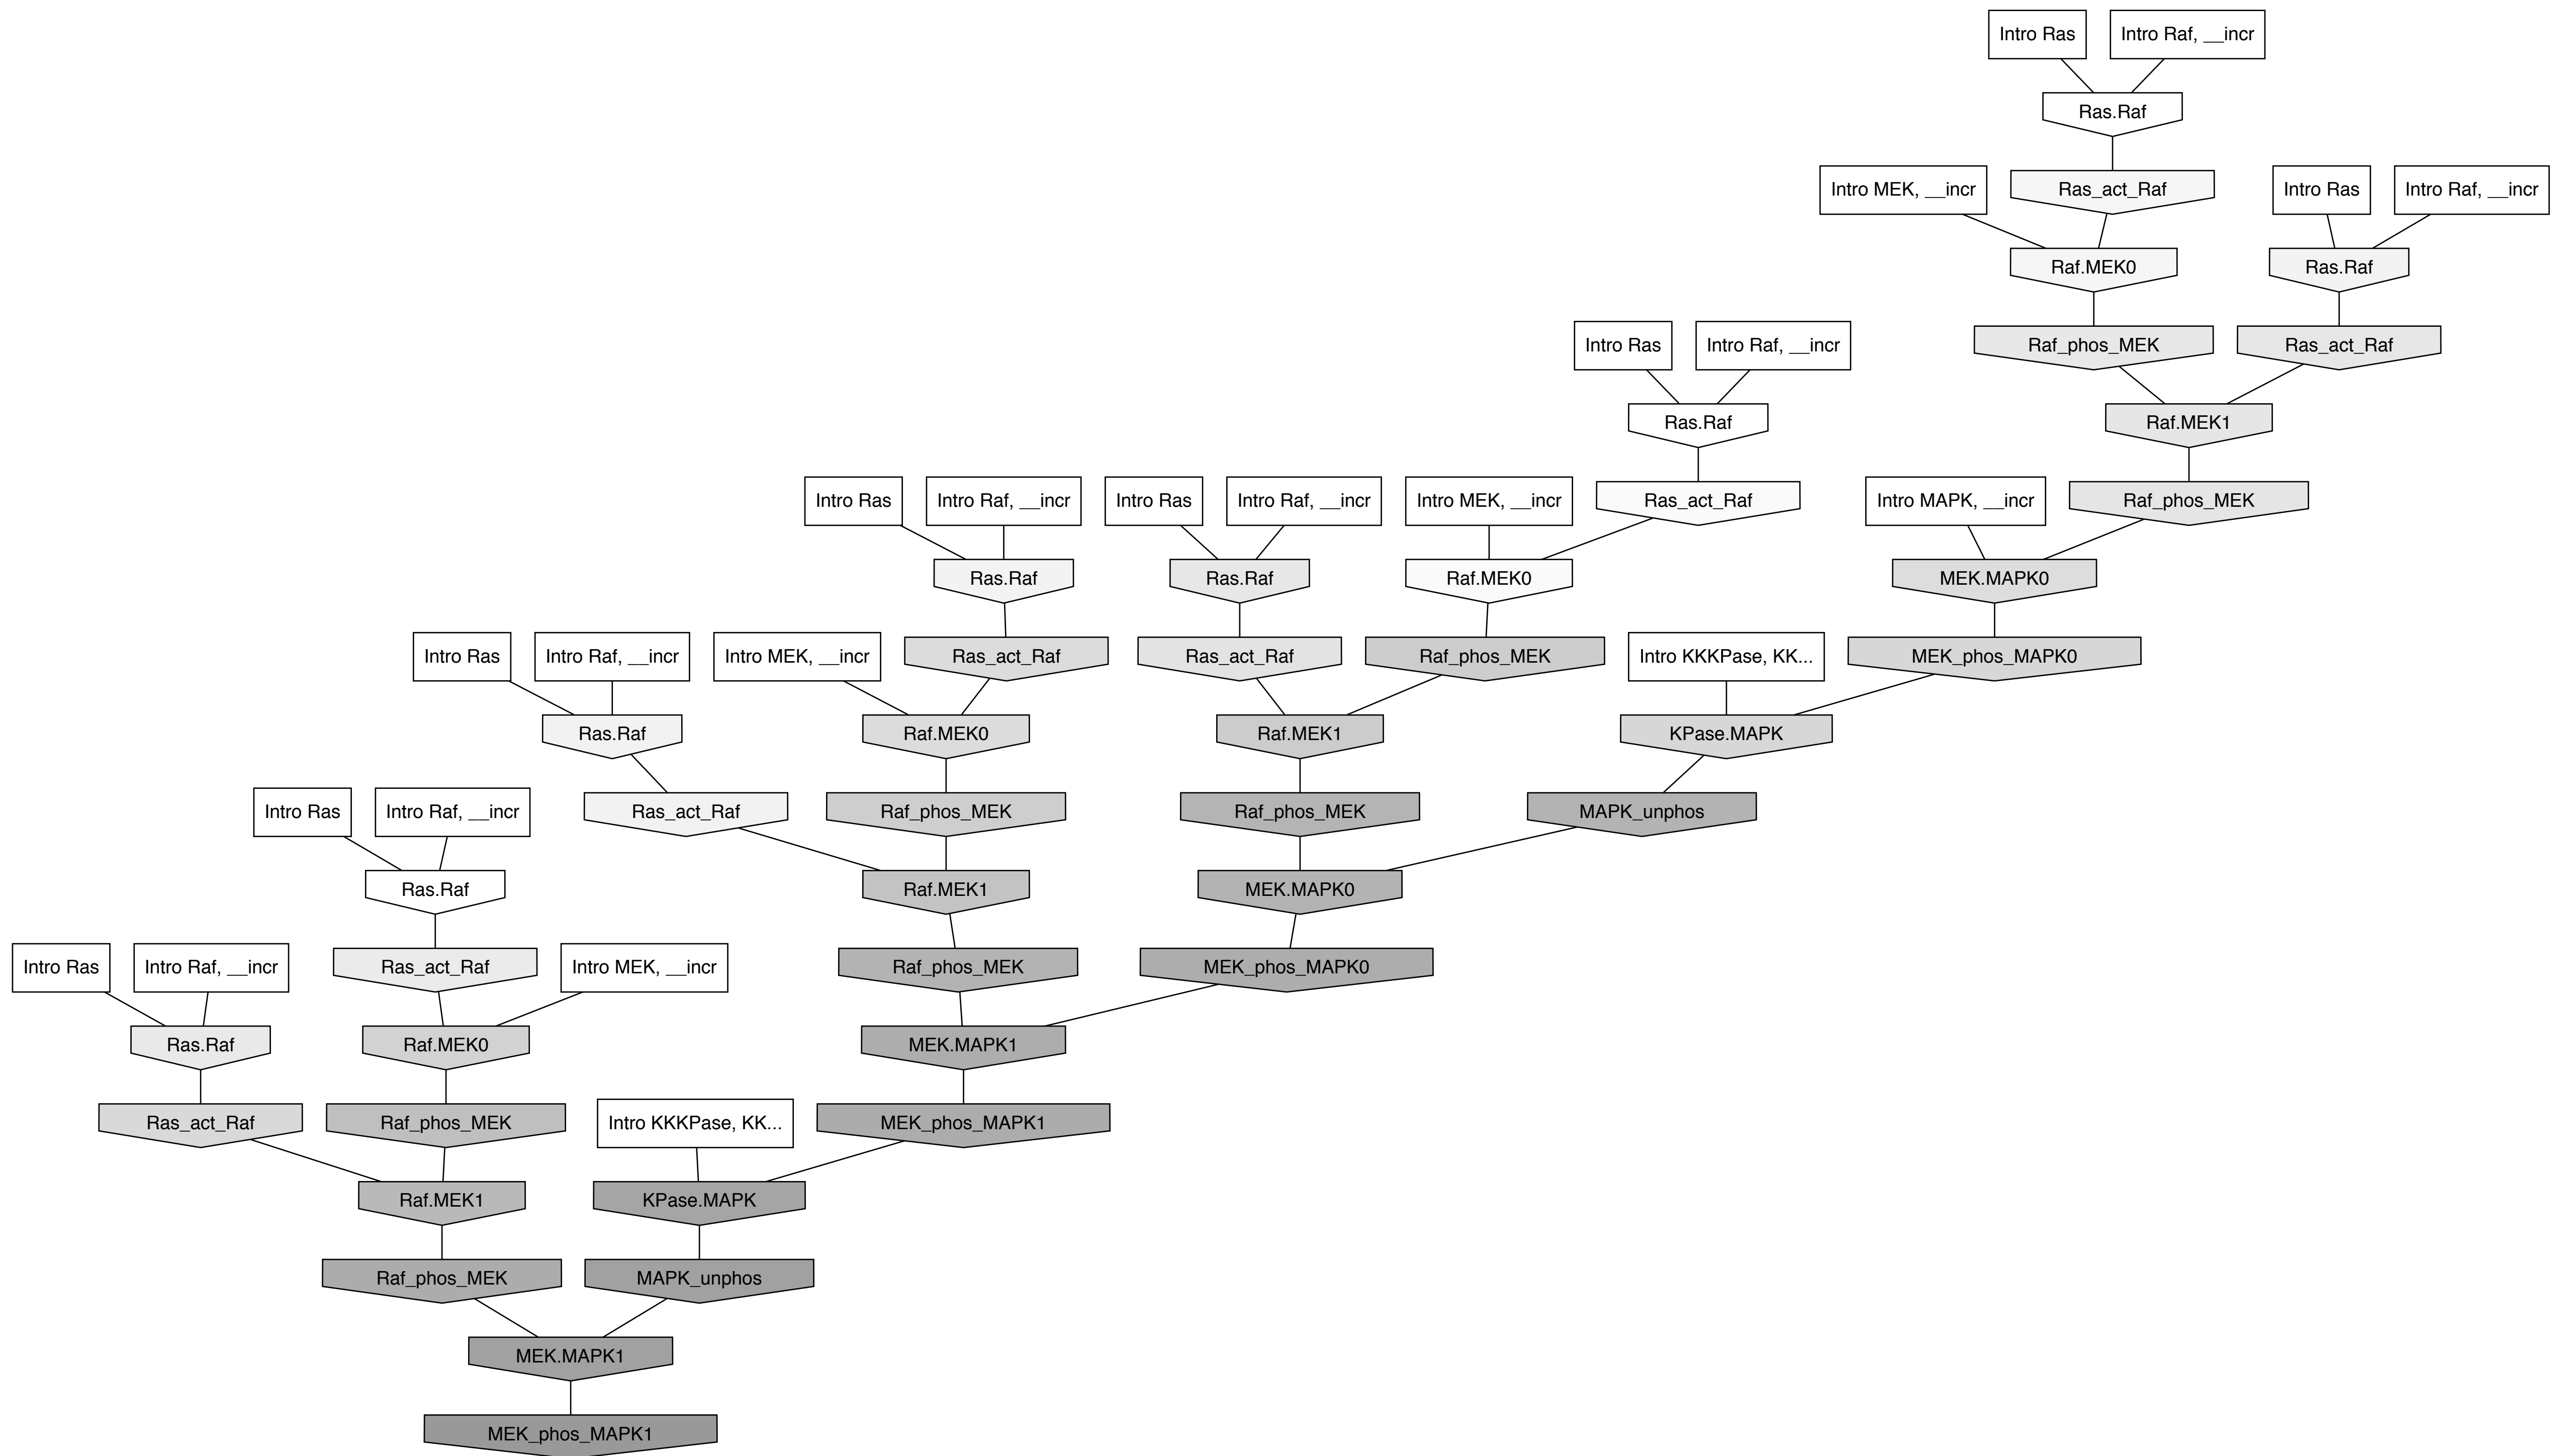 Intro Ras
Intro Raf, __incr
Ras.Raf
Intro MEK, __incr
Ras_act_Raf
Intro Ras
Intro Raf, __incr
Raf.MEK0
Ras.Raf
Intro Ras
Intro Raf, __incr
Raf_phos_MEK
Ras_act_Raf
Ras.Raf
Raf.MEK1
Intro Ras
Intro Raf, __incr
Intro Ras
Intro Raf, __incr
Intro MEK, __incr
Ras_act_Raf
Intro MAPK, __incr
Raf_phos_MEK
Ras.Raf
Ras.Raf
Raf.MEK0
MEK.MAPK0
Intro Ras
Intro Raf, __incr
Intro MEK, __incr
Ras_act_Raf
Ras_act_Raf
Raf_phos_MEK
Intro KKKPase, KK...
MEK_phos_MAPK0
Ras.Raf
Raf.MEK0
Raf.MEK1
KPase.MAPK
Intro Ras
Intro Raf, __incr
Ras_act_Raf
Raf_phos_MEK
Raf_phos_MEK
MAPK_unphos
Ras.Raf
Raf.MEK1
MEK.MAPK0
Intro Ras
Intro Raf, __incr
Ras_act_Raf
Intro MEK, __incr
Raf_phos_MEK
MEK_phos_MAPK0
Ras.Raf
Raf.MEK0
MEK.MAPK1
Ras_act_Raf
Raf_phos_MEK
Intro KKKPase, KK...
MEK_phos_MAPK1
Raf.MEK1
KPase.MAPK
Raf_phos_MEK
MAPK_unphos
MEK.MAPK1
MEK_phos_MAPK1